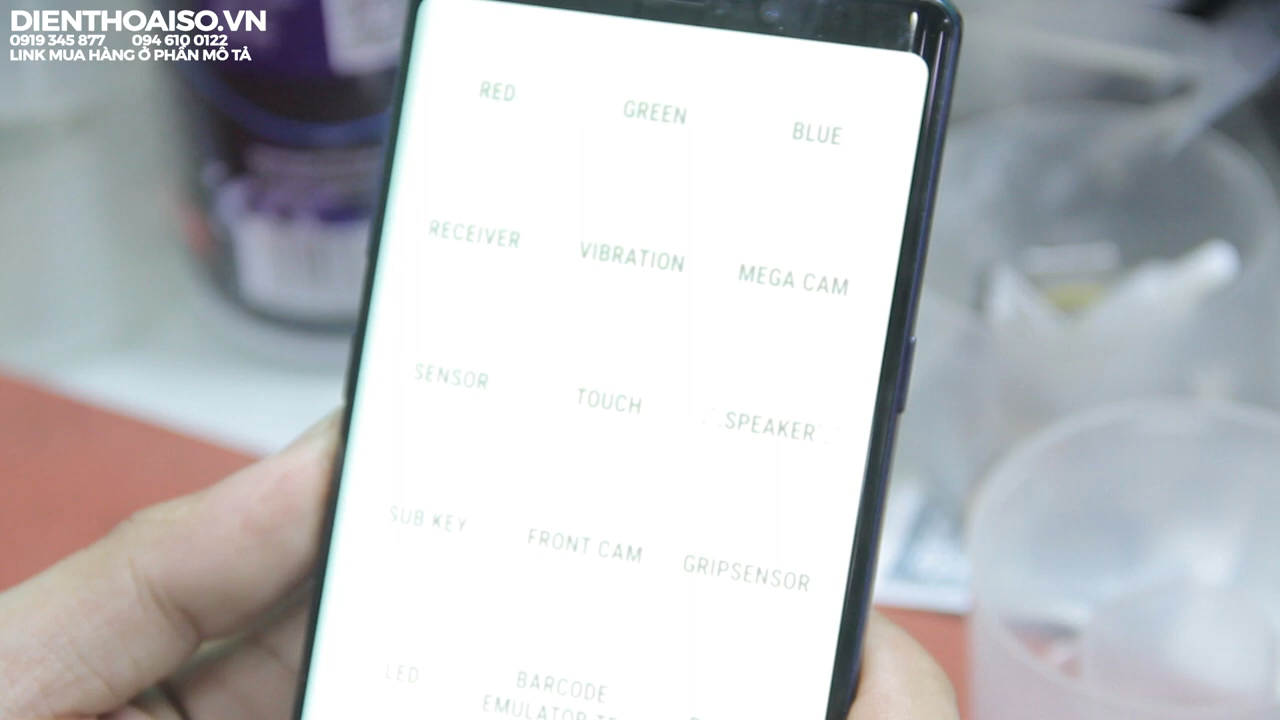 DIENTHOAISO.VN
0919 345 877 094 610 0122
LINK MUA HÀNG Ở PHẦN MÔ TẢ
RED GREEN BLUE
RECEIVER VIBRATION MEGA CAM
SENSOR TOUCH SPEAKER
SUB KEY FRONT CAM GRIPSENSOR
LED BARCODE
EMULATOR